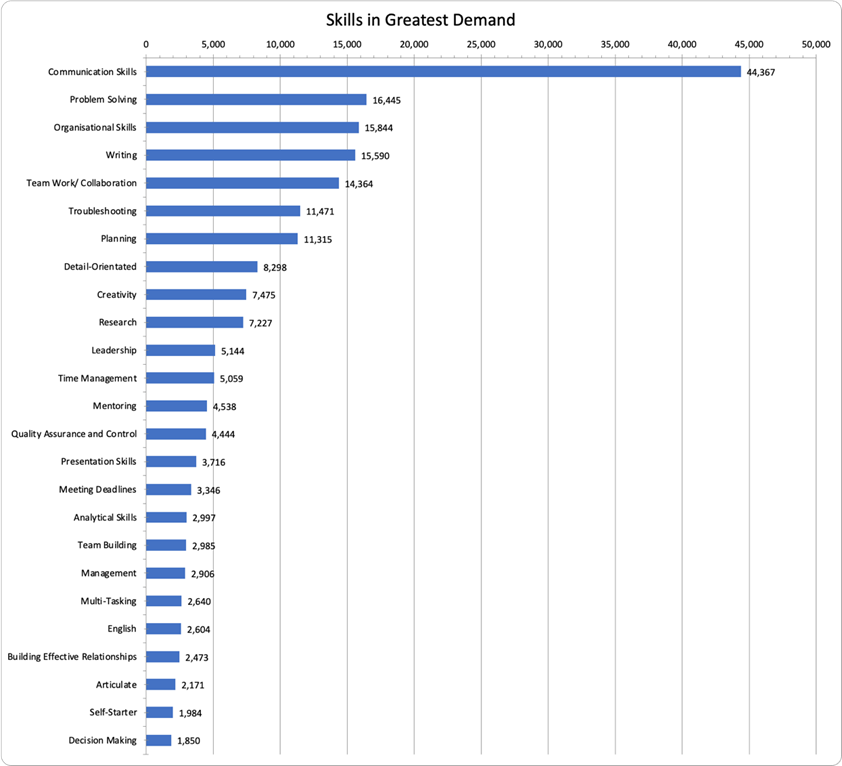 Skills in Greatest Demand
0 5,000 10,000 15,000 20,000 25,000 30,000 35,000 40,000 45,000 50,000
Communication Skills 44,367
Problem Solving 16,445
Organisational Skills 15,844
Writing 15,590
Team Work/ Collaboration 14,364
Troubleshooting 11,471
Planning 11,315
Detail-Orientated 8,298
Creativity 7,475
Research 7,227
Leadership 5,144
Time Management 5,059
Mentoring 4,538
Quality Assurance and Control 4,444
Presentation Skills 3,716
Meeting Deadlines 3,346
Analytical Skills 2,997
Team Building 2,985
Management 2,906
Multi-Tasking 2,640
English 2,604
Building Effective Relationships 2,473
Articulate 2,171
Self-Starter 1,984
Decision Making 1,850